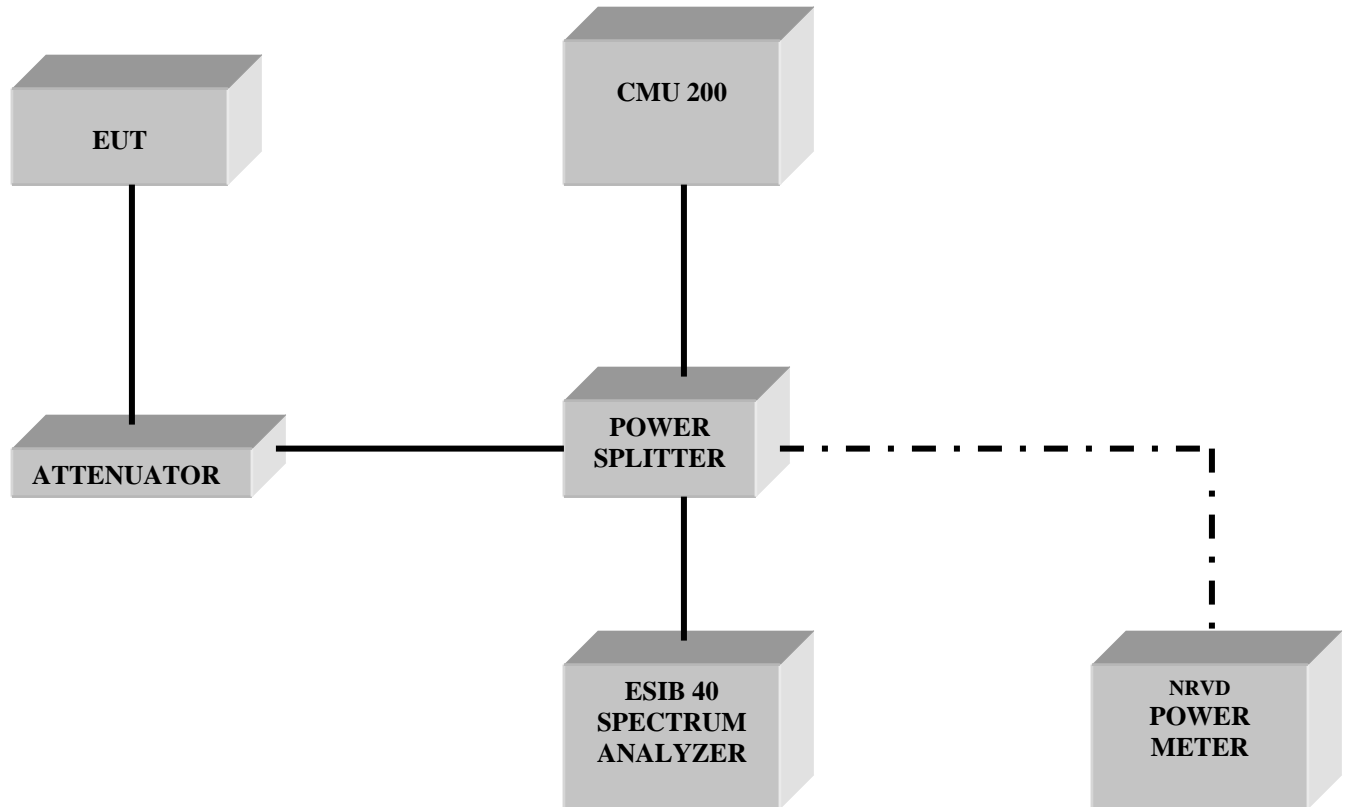 EUT
CMU 200
ATTENUATOR
POWER
SPLITTER
ESIB 40
SPECTRUM
ANALYZER
NRVD
POWER
METER